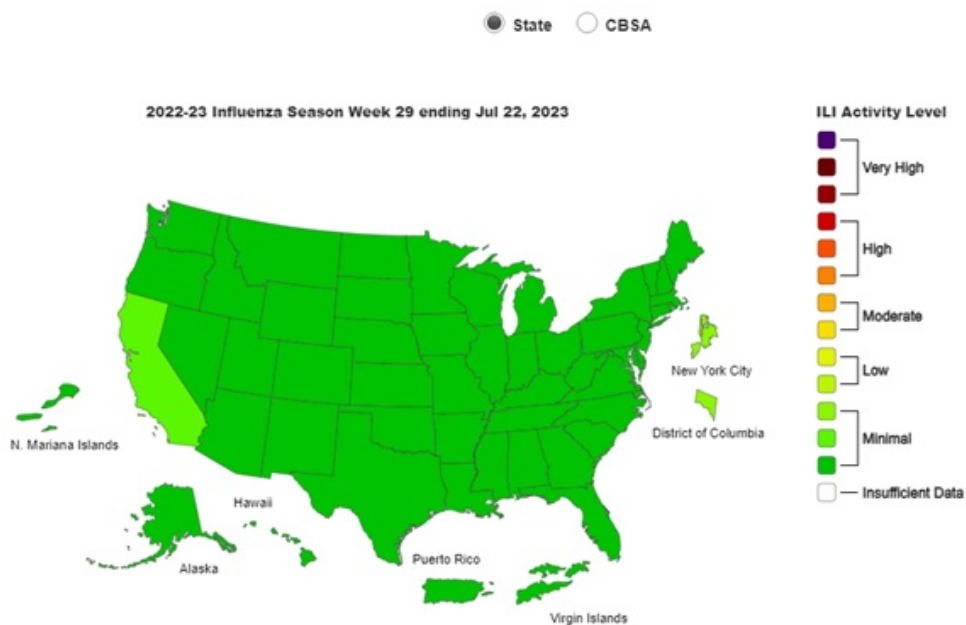 State CBSA
2022-23 Influenza Season Week 29 ending Jul 22, 2023
ILI Activity Level
Very High
High
Moderate
Low
Minimal
Insufficient Data
New York City
District of Columbia
N. Mariana Islands
Hawaii
Alaska
Puerto Rico
Virgin Islands